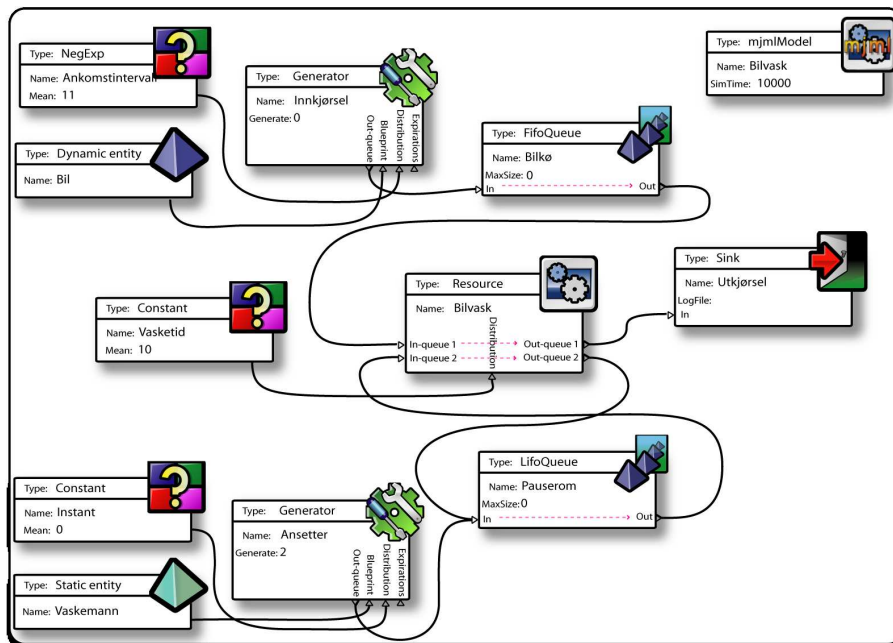 Type: NegExp
Name: Ankomstintervall
Mean: 11
Type: Generator
Name: Innkjørsel
Generate: 0
Out-queue
Blueprint
Distribution
Expirations
Type: mjmlModel
mjml
Name: Bilvask
SimTime: 10000
Type: Dynamic entity
Name: Bil
Type: FifoQueue
Name: Bilkø
MaxSize: 0
In Out
Type: Constant
Name: Vasketid
Mean: 10
Type: Resource
Name: Bilvask
Distribution
In-queue 1 Out-queue 1
In-queue 2 Out-queue 2
Type: Sink
Name: Utkjørsel
LogFile:
In
Type: Constant
Name: Instant
Mean: 0
Type: Generator
Name: Ansetter
Generate: 2
Out-queue
Blueprint
Distribution
Expirations
Type: LifoQueue
Name: Pauserom
MaxSize: 0
In Out
Type: Static entity
Name: Vaskemann